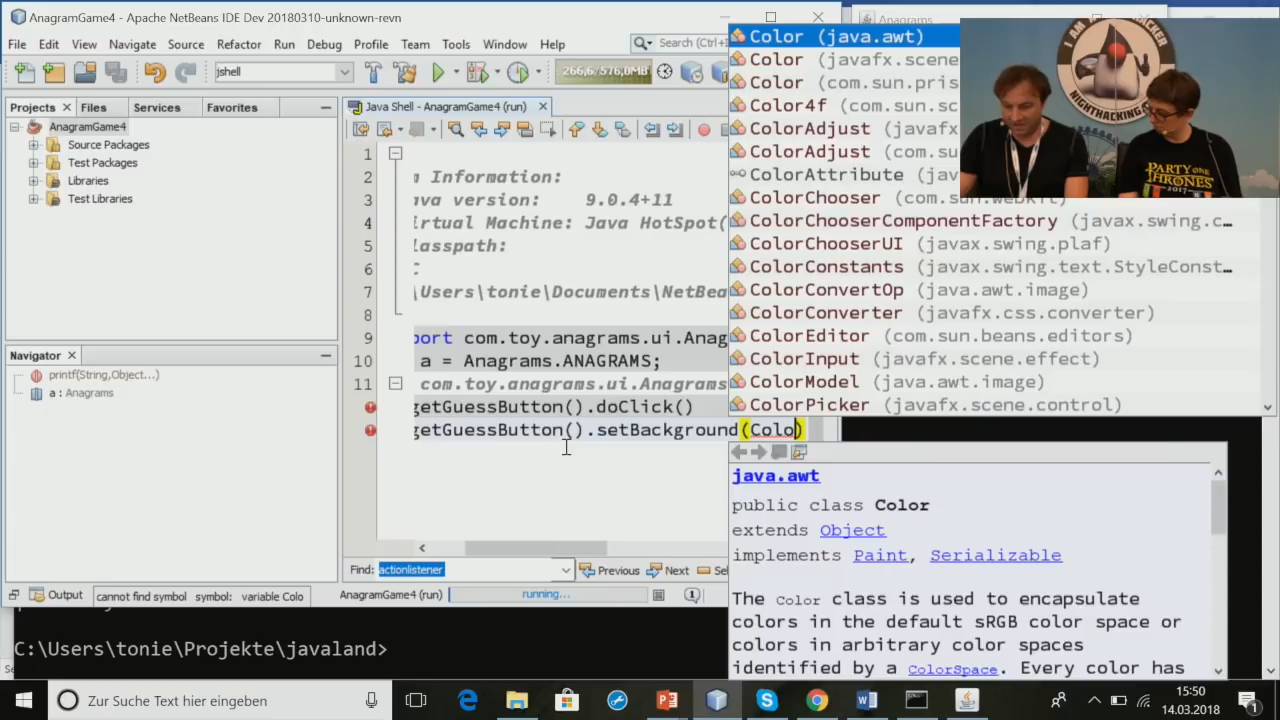 AnagramGame4 - Apache NetBeans IDE Dev 20180310-unknown-revn
Anagrams
File Edit View Navigate Source Refactor Run Debug Profile Team Tools Window Help
Search (Ctrl+I
jshell
266,6/576,0MB
Projects Files Services Favorites
AnagramGame4
Source Packages
Test Packages
Libraries
Test Libraries
Navigator
printf(String,Object...)
a : Anagrams
Java Shell - AnagramGame4 (run)
1
2 m Information:
3 ava version: 9.0.4+11
4 irtual Machine: Java HotSpot(
5 lasspath:
6
7 \Users\tonie\Documents\NetBea
8
9 port com.toy.anagrams.ui.Anag
10 a = Anagrams.ANAGRAMS;
11 com.toy.anagrams.ui.Anagrams
getGuessButton().doClick()
getGuessButton().setBackground(Colo)
Find: actionlistener Previous Next Sel
Output cannot find symbol symbol: variable Colo AnagramGame4 (run) running... 1
Color (java.awt)
Color (javafx.scene
Color (com.sun.pris
Color4f (com.sun.sc
ColorAdjust (javafx
ColorAdjust (com.su
ColorAttribute (jav
ColorChooser (com.sun.webkit)
ColorChooserComponentFactory (javax.swing.c…
ColorChooserUI (javax.swing.plaf)
ColorConstants (javax.swing.text.StyleConst…
ColorConvertOp (java.awt.image)
ColorConverter (javafx.css.converter)
ColorEditor (com.sun.beans.editors)
ColorInput (javafx.scene.effect)
ColorModel (java.awt.image)
ColorPicker (javafx.scene.control)
java.awt
public class Color
extends Object
implements Paint, Serializable
The Color class is used to encapsulate
colors in the default sRGB color space or
colors in arbitrary color spaces
identified by a ColorSpace. Every color has
I AM A HACKER
NIGHTHACKING
PARTY ONE
THRONES
2017
C:\Users\tonie\Projekte\javaland>
Zur Suche Text hier eingeben
15:50
14.03.2018
1